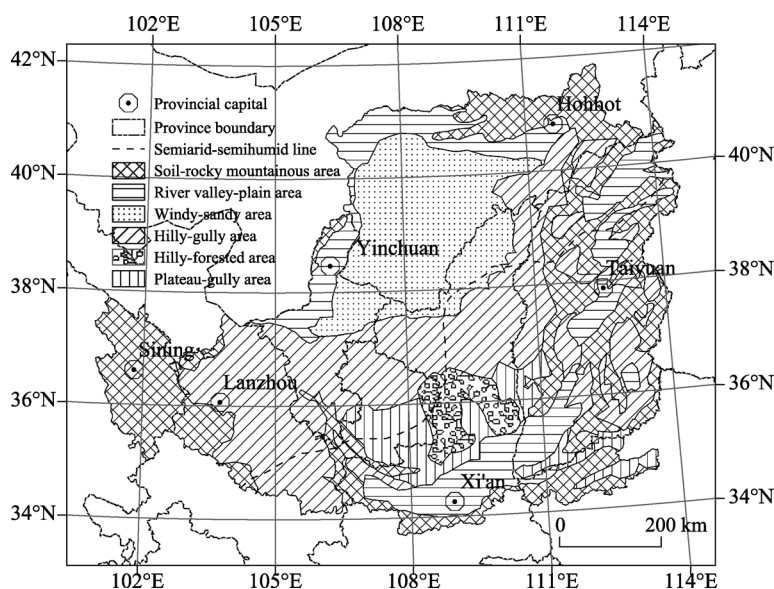 102°E 105°E 108°E 111°E 114°E
42°N
40°N
38°N
36°N
34°N
40°N
38°N
36°N
34°N
Provincial capital
Province boundary
Semiarid-semihumid line
Soil-rocky mountainous area
River valley-plain area
Windy-sandy area
Hilly-gully area
Hilly-forested area
Plateau-gully area
Hohhot
Yinchuan
Taiyuan
Sining
Lanzhou
Xi'an
0 200 km
102°E 105°E 108°E 111°E 114°E